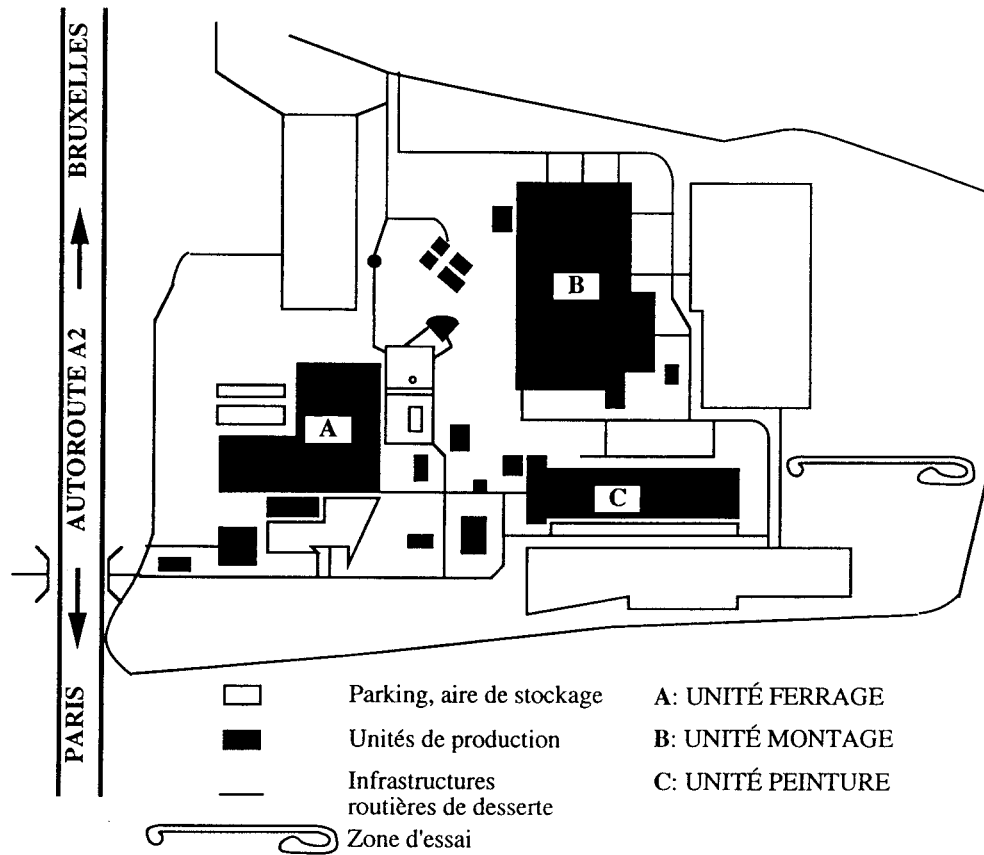 BRUXELLES
AUTOROUTE A2
PARIS
A
B
C
Parking, aire de stockage
Unités de production
Infrastructures
routières de desserte
Zone d'essai
A: UNITÉ FERRAGE
B: UNITÉ MONTAGE
C: UNITÉ PEINTURE